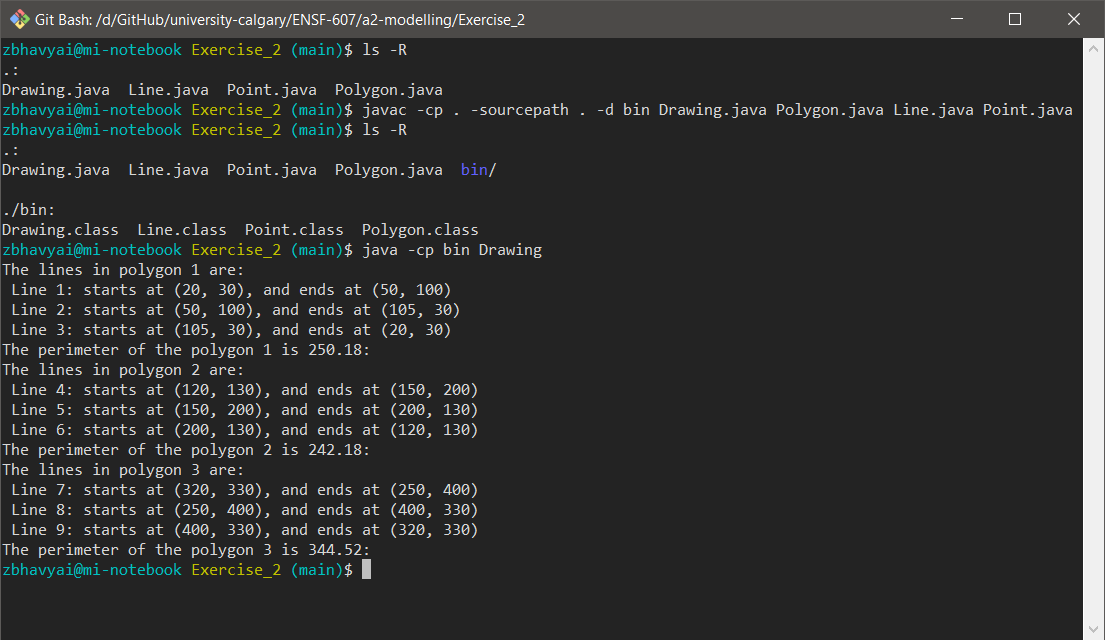 Git Bash: /d/GitHub/university-calgary/ENSF-607/a2-modelling/Exercise_2
zbhavyai@mi-notebook Exercise_2 (main)$ ls -R
.:
Drawing.java  Line.java  Point.java  Polygon.java
zbhavyai@mi-notebook Exercise_2 (main)$ javac -cp . -sourcepath . -d bin Drawing.java Polygon.java Line.java Point.java
zbhavyai@mi-notebook Exercise_2 (main)$ ls -R
.:
Drawing.java  Line.java  Point.java  Polygon.java  bin/

./bin:
Drawing.class  Line.class  Point.class  Polygon.class
zbhavyai@mi-notebook Exercise_2 (main)$ java -cp bin Drawing
The lines in polygon 1 are:
 Line 1: starts at (20, 30), and ends at (50, 100)
 Line 2: starts at (50, 100), and ends at (105, 30)
 Line 3: starts at (105, 30), and ends at (20, 30)
The perimeter of the polygon 1 is 250.18:
The lines in polygon 2 are:
 Line 4: starts at (120, 130), and ends at (150, 200)
 Line 5: starts at (150, 200), and ends at (200, 130)
 Line 6: starts at (200, 130), and ends at (120, 130)
The perimeter of the polygon 2 is 242.18:
The lines in polygon 3 are:
 Line 7: starts at (320, 330), and ends at (250, 400)
 Line 8: starts at (250, 400), and ends at (400, 330)
 Line 9: starts at (400, 330), and ends at (320, 330)
The perimeter of the polygon 3 is 344.52:
zbhavyai@mi-notebook Exercise_2 (main)$